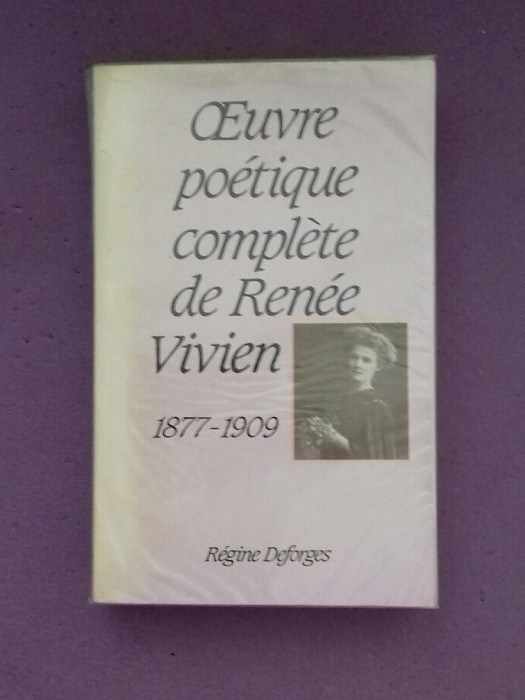 Œuvre
poétique
complète
de Renée
Vivien
1877-1909
Régine Deforges